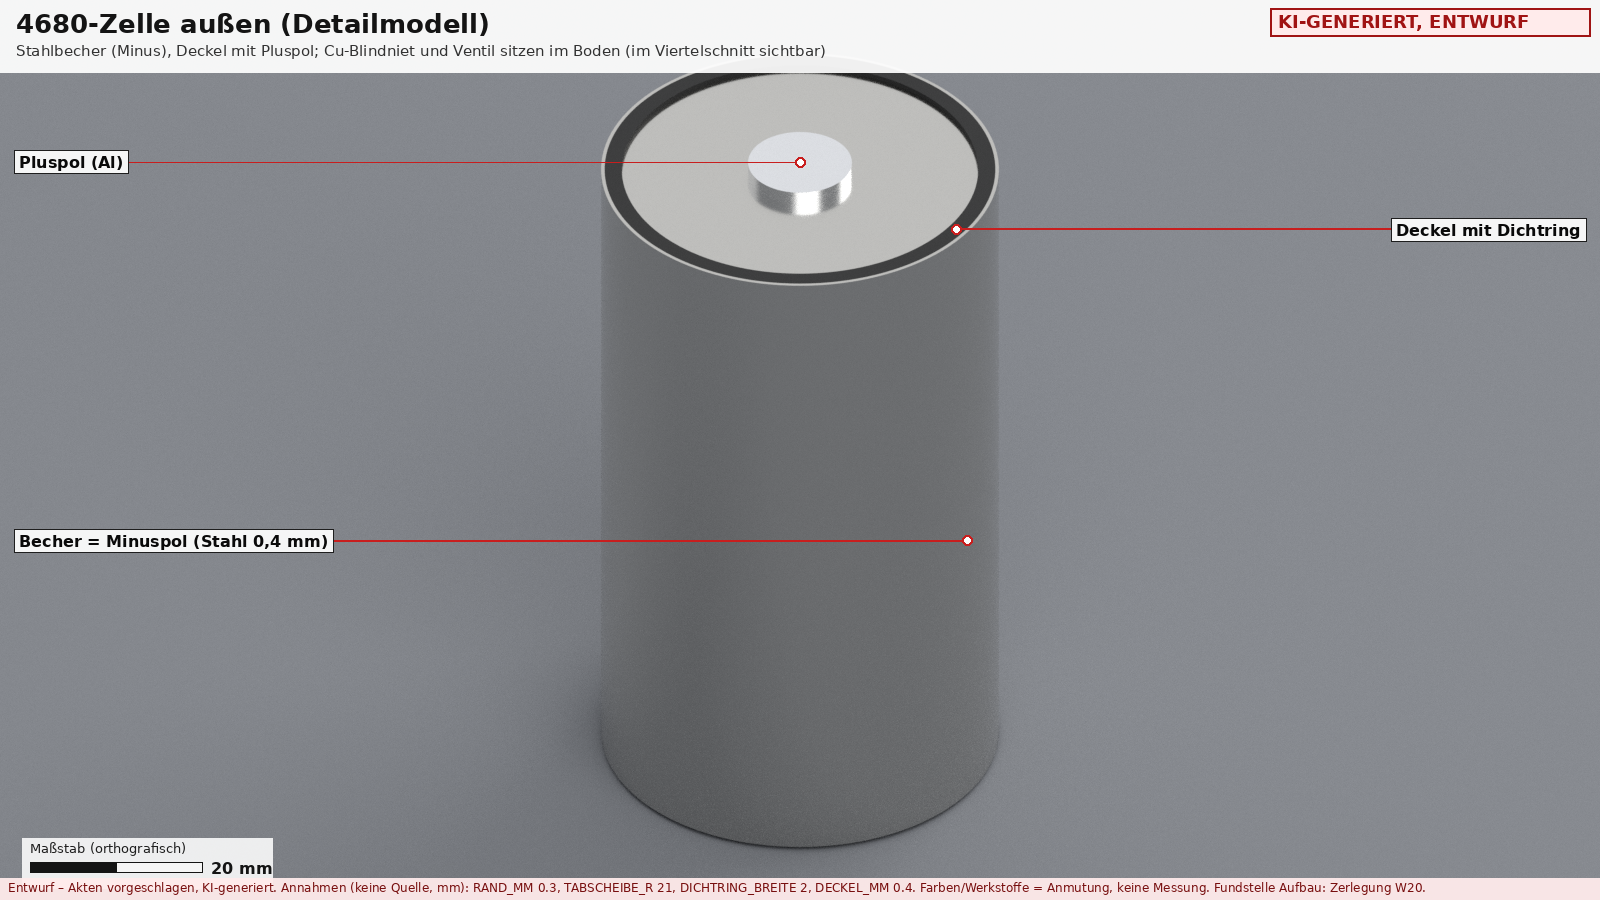 4680-Zelle außen (Detailmodell)
KI-GENERIERT, ENTWURF
Stahlbecher (Minus), Deckel mit Pluspol; Cu-Blindniet und Ventil sitzen im Boden (im Viertelschnitt sichtbar)
Pluspol (Al)
Deckel mit Dichtring
Becher = Minuspol (Stahl 0,4 mm)
Maßstab (orthografisch)
20 mm
Entwurf – Akten vorgeschlagen, KI-generiert. Annahmen (keine Quelle, mm): RAND_MM 0.3, TABSCHEIBE_R 21, DICHTRING_BREITE 2, DECKEL_MM 0.4. Farben/Werkstoffe = Anmutung, keine Messung. Fundstelle Aufbau: Zerlegung W20.